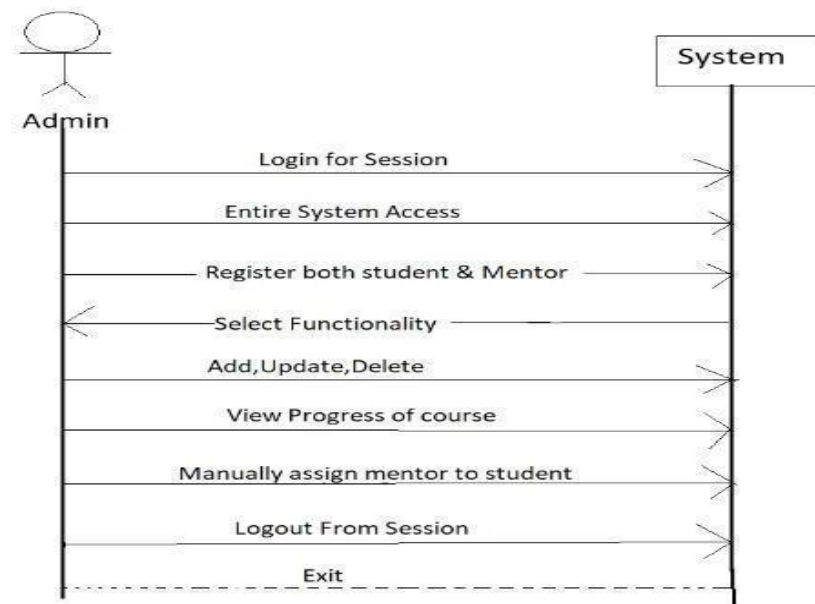 System
Admin
Login for Session
Entire System Access
Register both student & Mentor
Select Functionality
Add,Update,Delete
View Progress of course
Manually assign mentor to student
Logout From Session
Exit